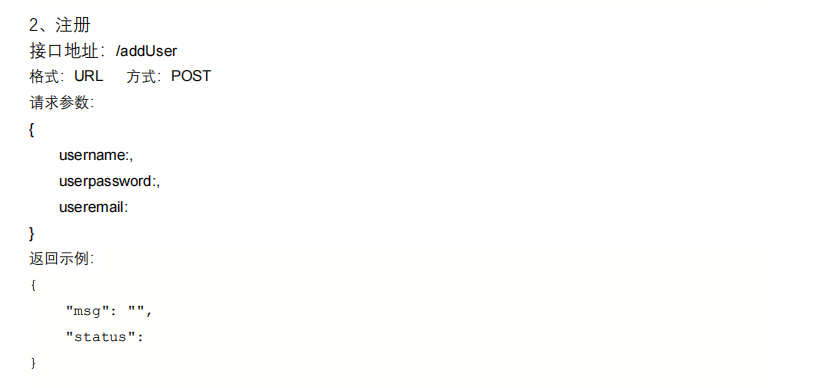 2、注册
接口地址：/addUser
格式：URL 方式：POST
请求参数：
{
username:,
userpassword:,
useremail:
}
返回示例：
{
"msg": "",
"status":
}